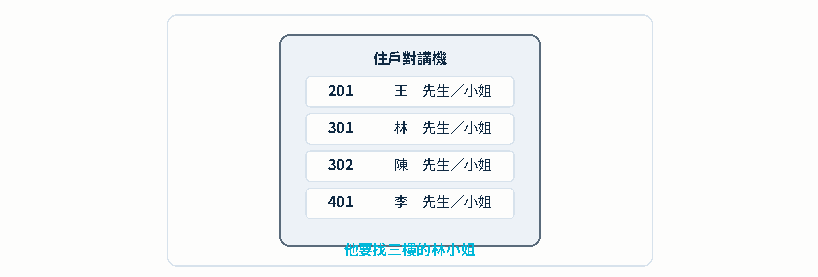 住戶對講機
201 王 先生／小姐
301 林 先生／小姐
302 陳 先生／小姐
401 李 先生／小姐
他要找三樓的林小姐